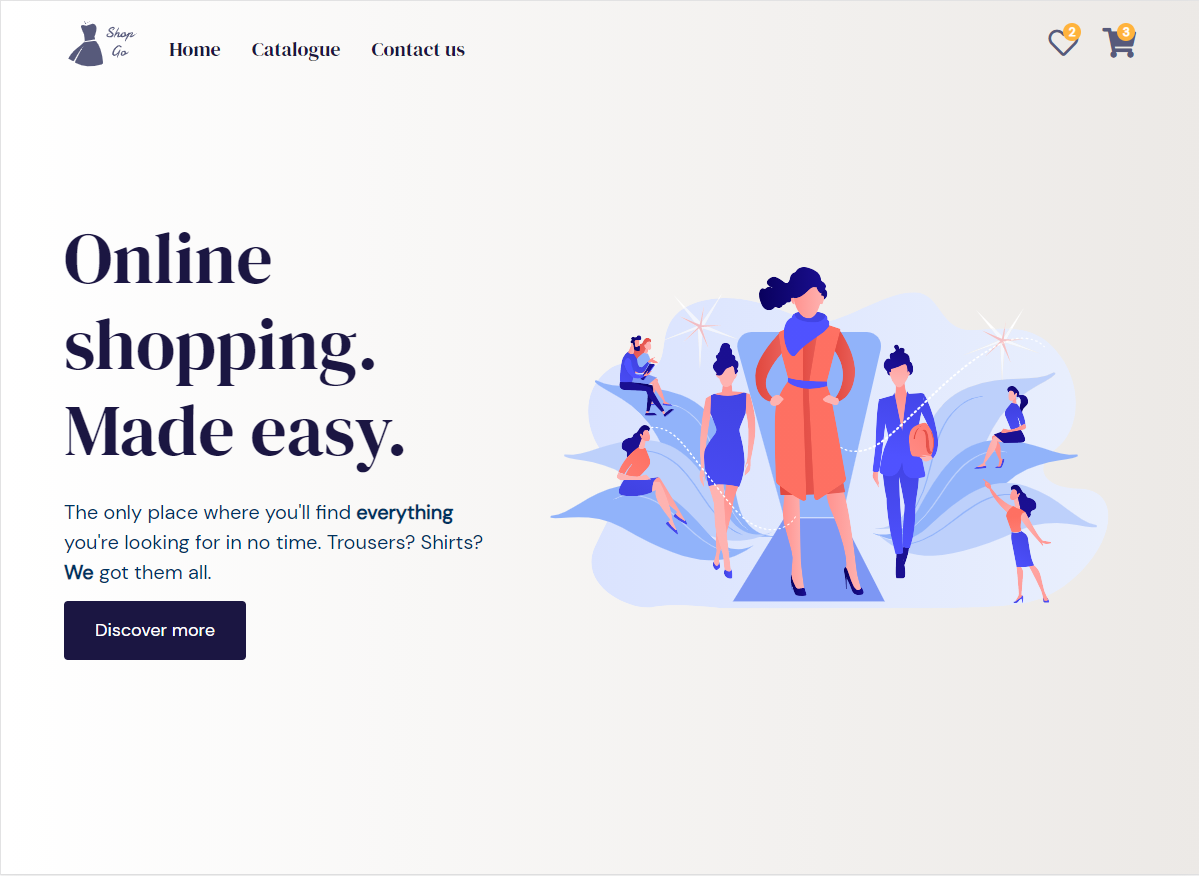 Shop
Go
Home Catalogue Contact us
2 3
Online
shopping.
Made easy.
The only place where you'll find everything
you're looking for in no time. Trousers? Shirts?
We got them all.
Discover more